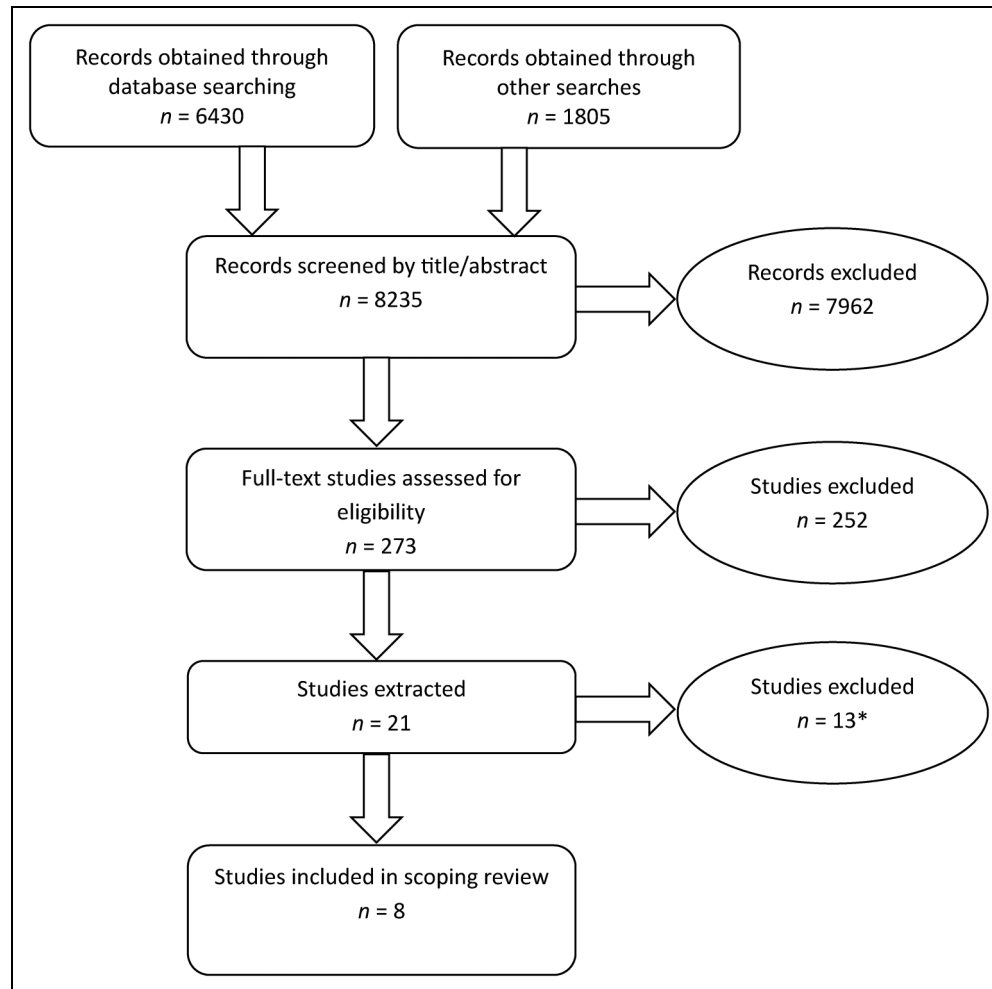 Records obtained through
database searching
n = 6430
Records obtained through
other searches
n = 1805
Records screened by title/abstract
n = 8235
Records excluded
n = 7962
Full-text studies assessed for
eligibility
n = 273
Studies excluded
n = 252
Studies extracted
n = 21
Studies excluded
n = 13*
Studies included in scoping review
n = 8